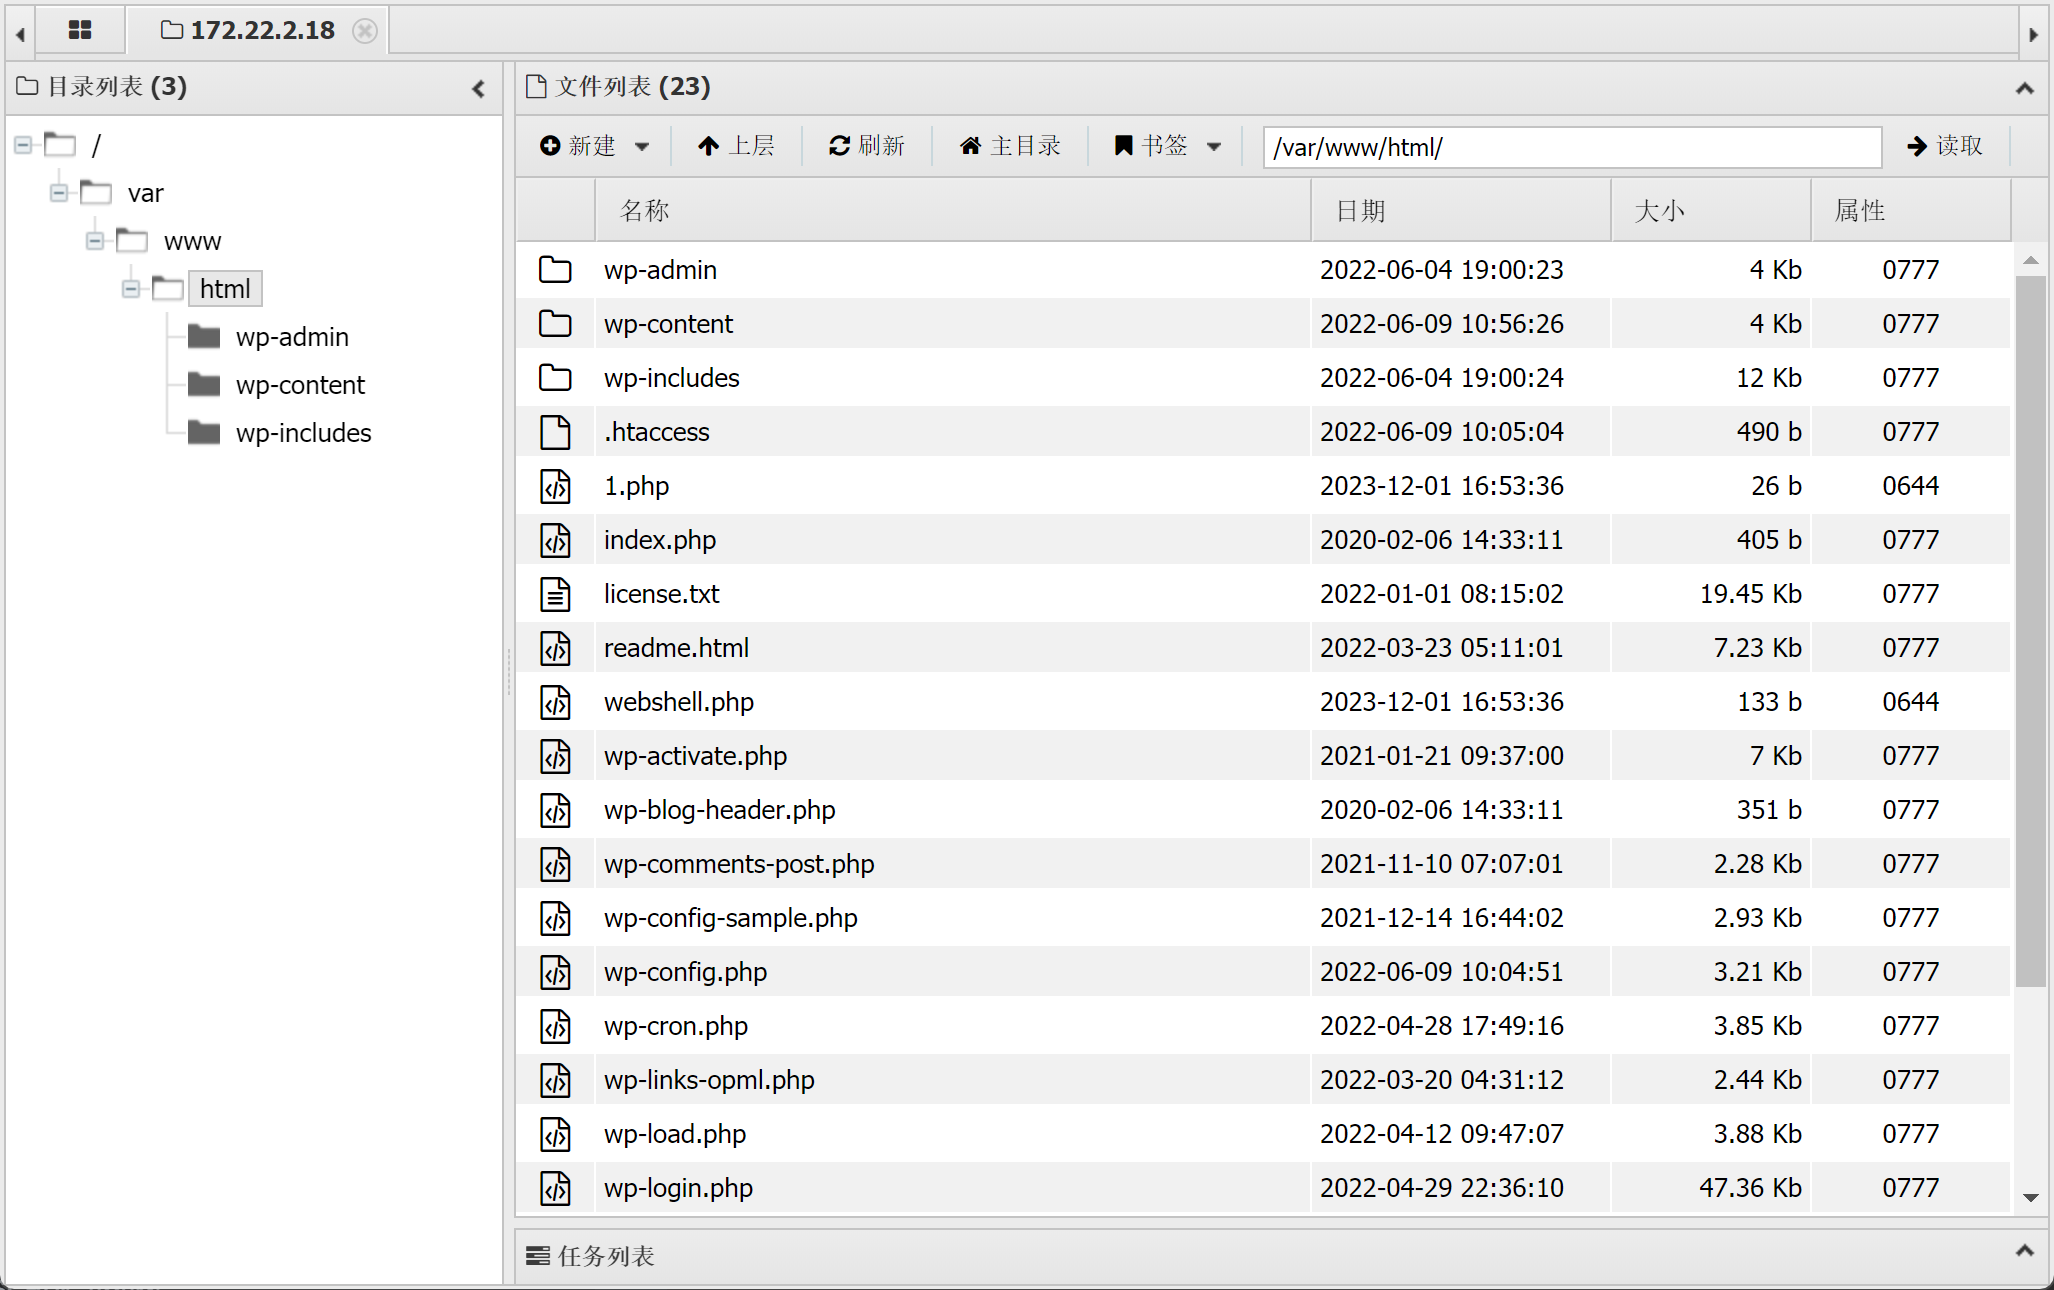 172.22.2.18
目录列表 (3)
/
var
www
html
wp-admin
wp-content
wp-includes
文件列表 (23)
新建 上层 刷新 主目录 书签 /var/www/html/ 读取
名称 日期 大小 属性
wp-admin 2022-06-04 19:00:23 4 Kb 0777
wp-content 2022-06-09 10:56:26 4 Kb 0777
wp-includes 2022-06-04 19:00:24 12 Kb 0777
.htaccess 2022-06-09 10:05:04 490 b 0777
1.php 2023-12-01 16:53:36 26 b 0644
index.php 2020-02-06 14:33:11 405 b 0777
license.txt 2022-01-01 08:15:02 19.45 Kb 0777
readme.html 2022-03-23 05:11:01 7.23 Kb 0777
webshell.php 2023-12-01 16:53:36 133 b 0644
wp-activate.php 2021-01-21 09:37:00 7 Kb 0777
wp-blog-header.php 2020-02-06 14:33:11 351 b 0777
wp-comments-post.php 2021-11-10 07:07:01 2.28 Kb 0777
wp-config-sample.php 2021-12-14 16:44:02 2.93 Kb 0777
wp-config.php 2022-06-09 10:04:51 3.21 Kb 0777
wp-cron.php 2022-04-28 17:49:16 3.85 Kb 0777
wp-links-opml.php 2022-03-20 04:31:12 2.44 Kb 0777
wp-load.php 2022-04-12 09:47:07 3.88 Kb 0777
wp-login.php 2022-04-29 22:36:10 47.36 Kb 0777
任务列表